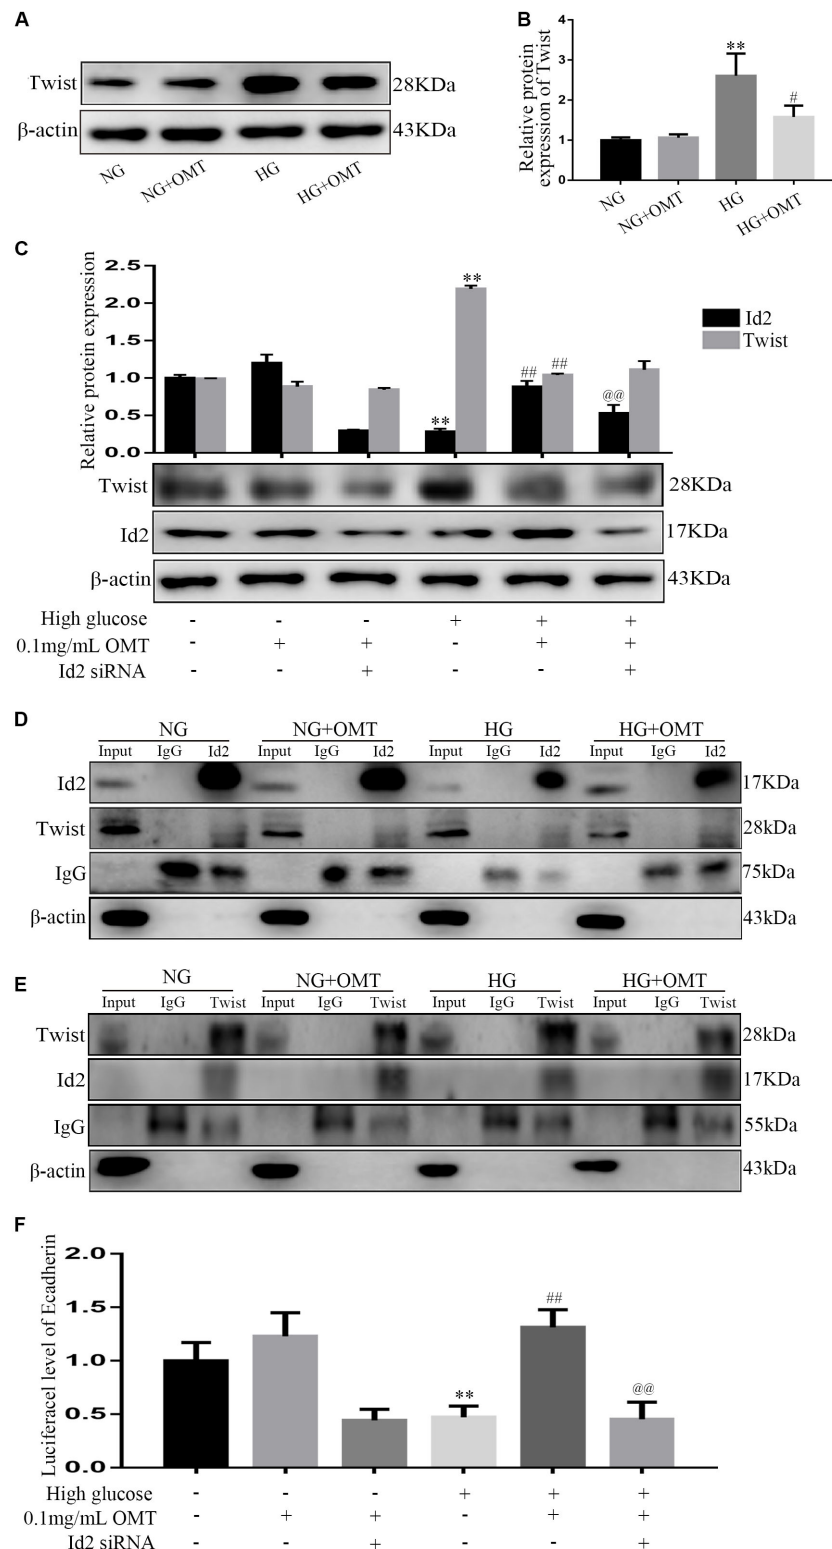 A
Twist 28KDa
β-actin 43KDa
NG NG+OMT HG HG+OMT
B
Relative protein
expression of Twist
4
3
2
1
0
**
#
NG NG+OMT HG HG+OMT
C
Relative protein expression
2.5
2.0
1.5
1.0
0.5
0.0
** ** ## ## @@
Id2
Twist
Twist 28KDa
Id2 17KDa
β-actin 43KDa
High glucose - - - + + +
0.1mg/mL OMT - + + - + +
Id2 siRNA - - + - - +
D
NG NG+OMT HG HG+OMT
Input IgG Id2 Input IgG Id2 Input IgG Id2 Input IgG Id2
Id2 17KDa
Twist 28kDa
IgG 75kDa
β-actin 43kDa
E
NG NG+OMT HG HG+OMT
Input IgG Twist Input IgG Twist Input IgG Twist Input IgG Twist
Twist 28kDa
Id2 17KDa
IgG 55kDa
β-actin 43kDa
F
Luciferacel level of Ecadherin
2.0
1.5
1.0
0.5
0.0
** ## @@
High glucose - - - + + +
0.1mg/mL OMT - + + - + +
Id2 siRNA - - + - - +